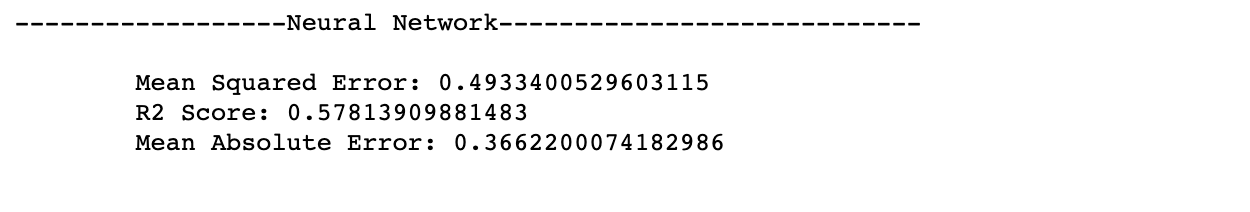 ------------------Neural Network----------------------------
Mean Squared Error: 0.4933400529603115
R2 Score: 0.57813909881483
Mean Absolute Error: 0.3662200074182986